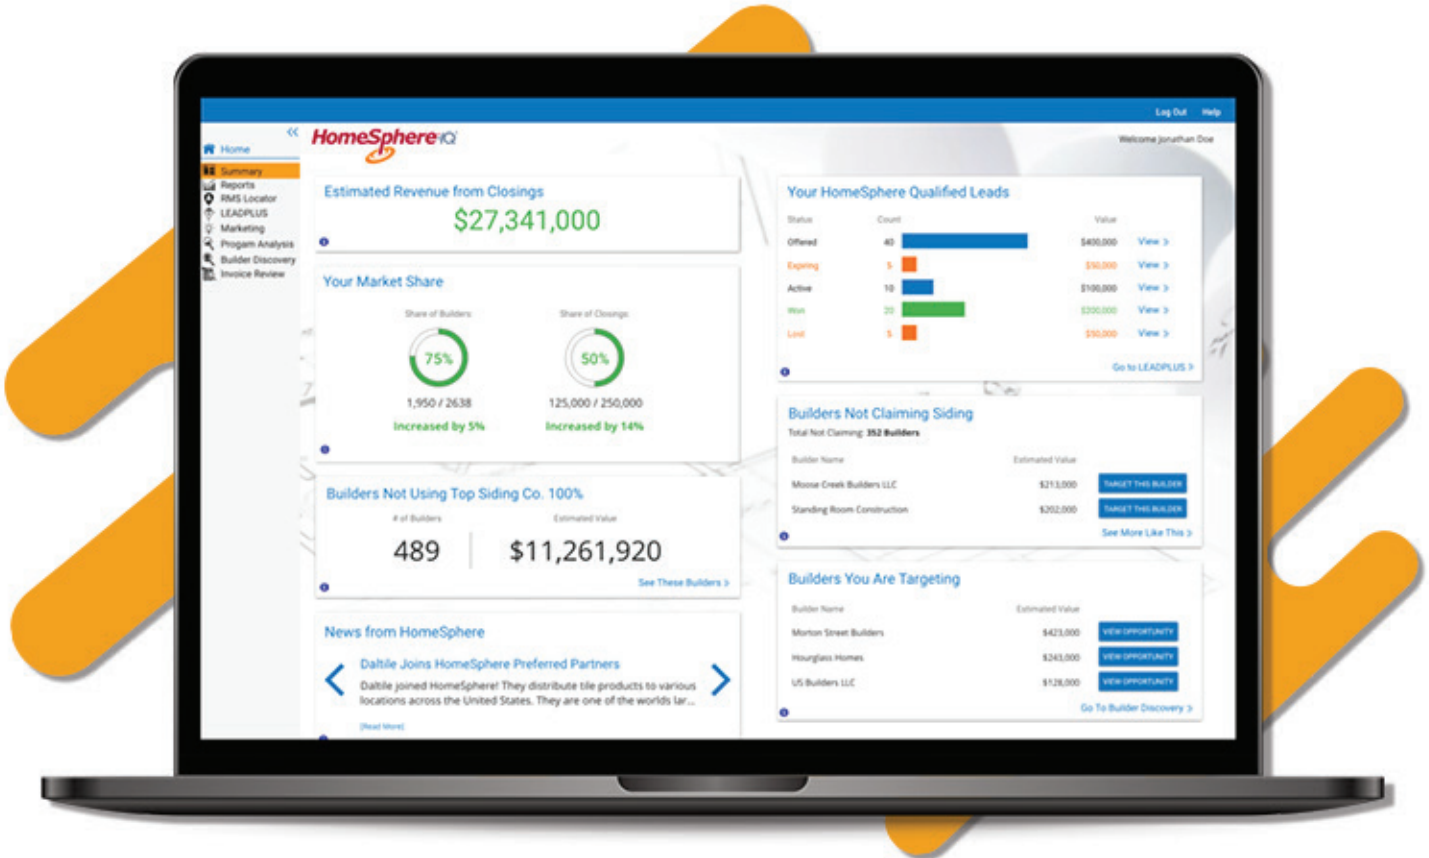 Log Out Help
Welcome Jonathan Doe
HomeSphere IQ
Home
Summary
Reports
RMS Locator
LEADPLUS
Marketing
Progam Analysis
Builder Discovery
Invoice Review
Estimated Revenue from Closings
$27,341,000
Your Market Share
Share of Builders Share of Closings
75% 50%
1,950 / 2638 125,000 / 250,000
Increased by 5% Increased by 14%
Builders Not Using Top Siding Co. 100%
# of Builders Estimated Value
489 $11,261,920
See These Builders >
News from HomeSphere
Daltile Joins HomeSphere Preferred Partners
Daltile joined HomeSphere! They distribute tile products to various
locations across the United States. They are one of the worlds lar...
[Read More]
Your HomeSphere Qualified Leads
Status Count Value
Offered 40 $400,000 View >
Expiring 5 $50,000 View >
Active 10 $100,000 View >
Won 20 $200,000 View >
Lost 5 $50,000 View >
Go to LEADPLUS >
Builders Not Claiming Siding
Total Not Claiming: 352 Builders
Builder Name Estimated Value
Moose Creek Builders LLC $213,000 TARGET THIS BUILDER
Standing Room Construction $202,000 TARGET THIS BUILDER
See More Like This >
Builders You Are Targeting
Builder Name Estimated Value
Morton Street Builders $423,000 VIEW OPPORTUNITY
Hourglass Homes $243,000 VIEW OPPORTUNITY
US Builders LLC $128,000 VIEW OPPORTUNITY
Go To Builder Discovery >